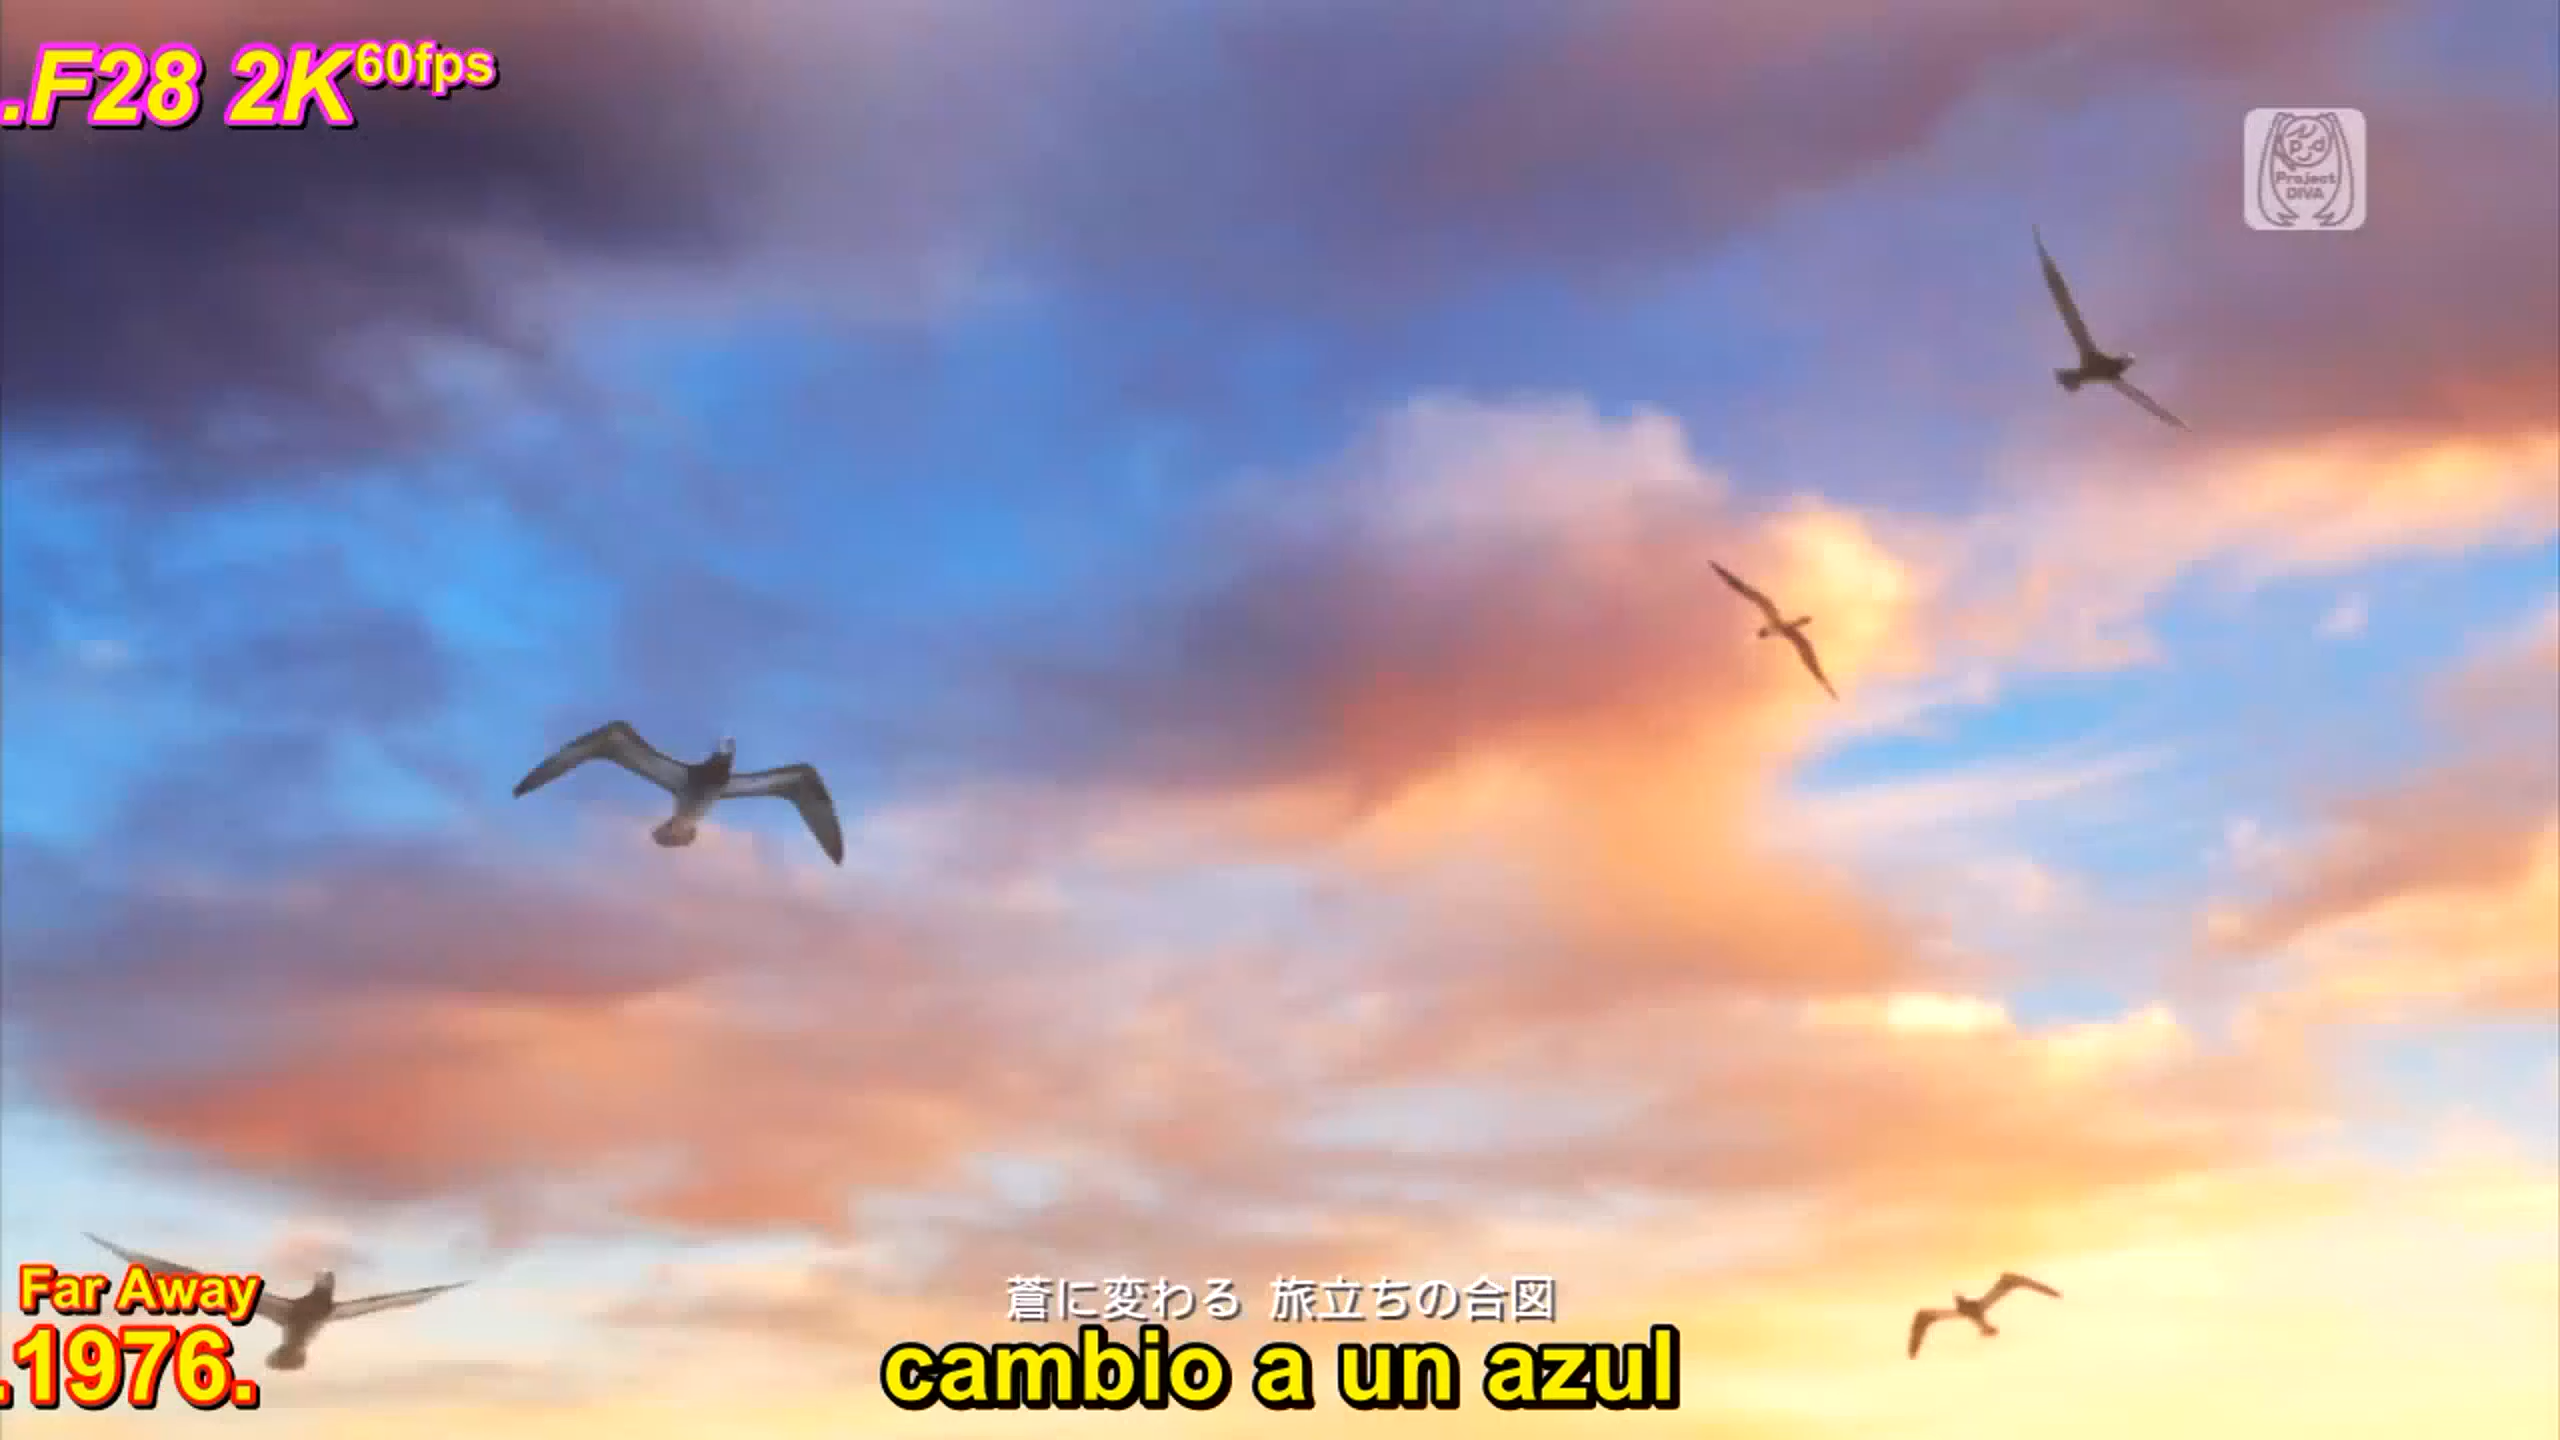 .F28 2K60fps
Project
DIVA
蒼に変わる 旅立ちの合図
cambio a un azul
Far Away
.1976.